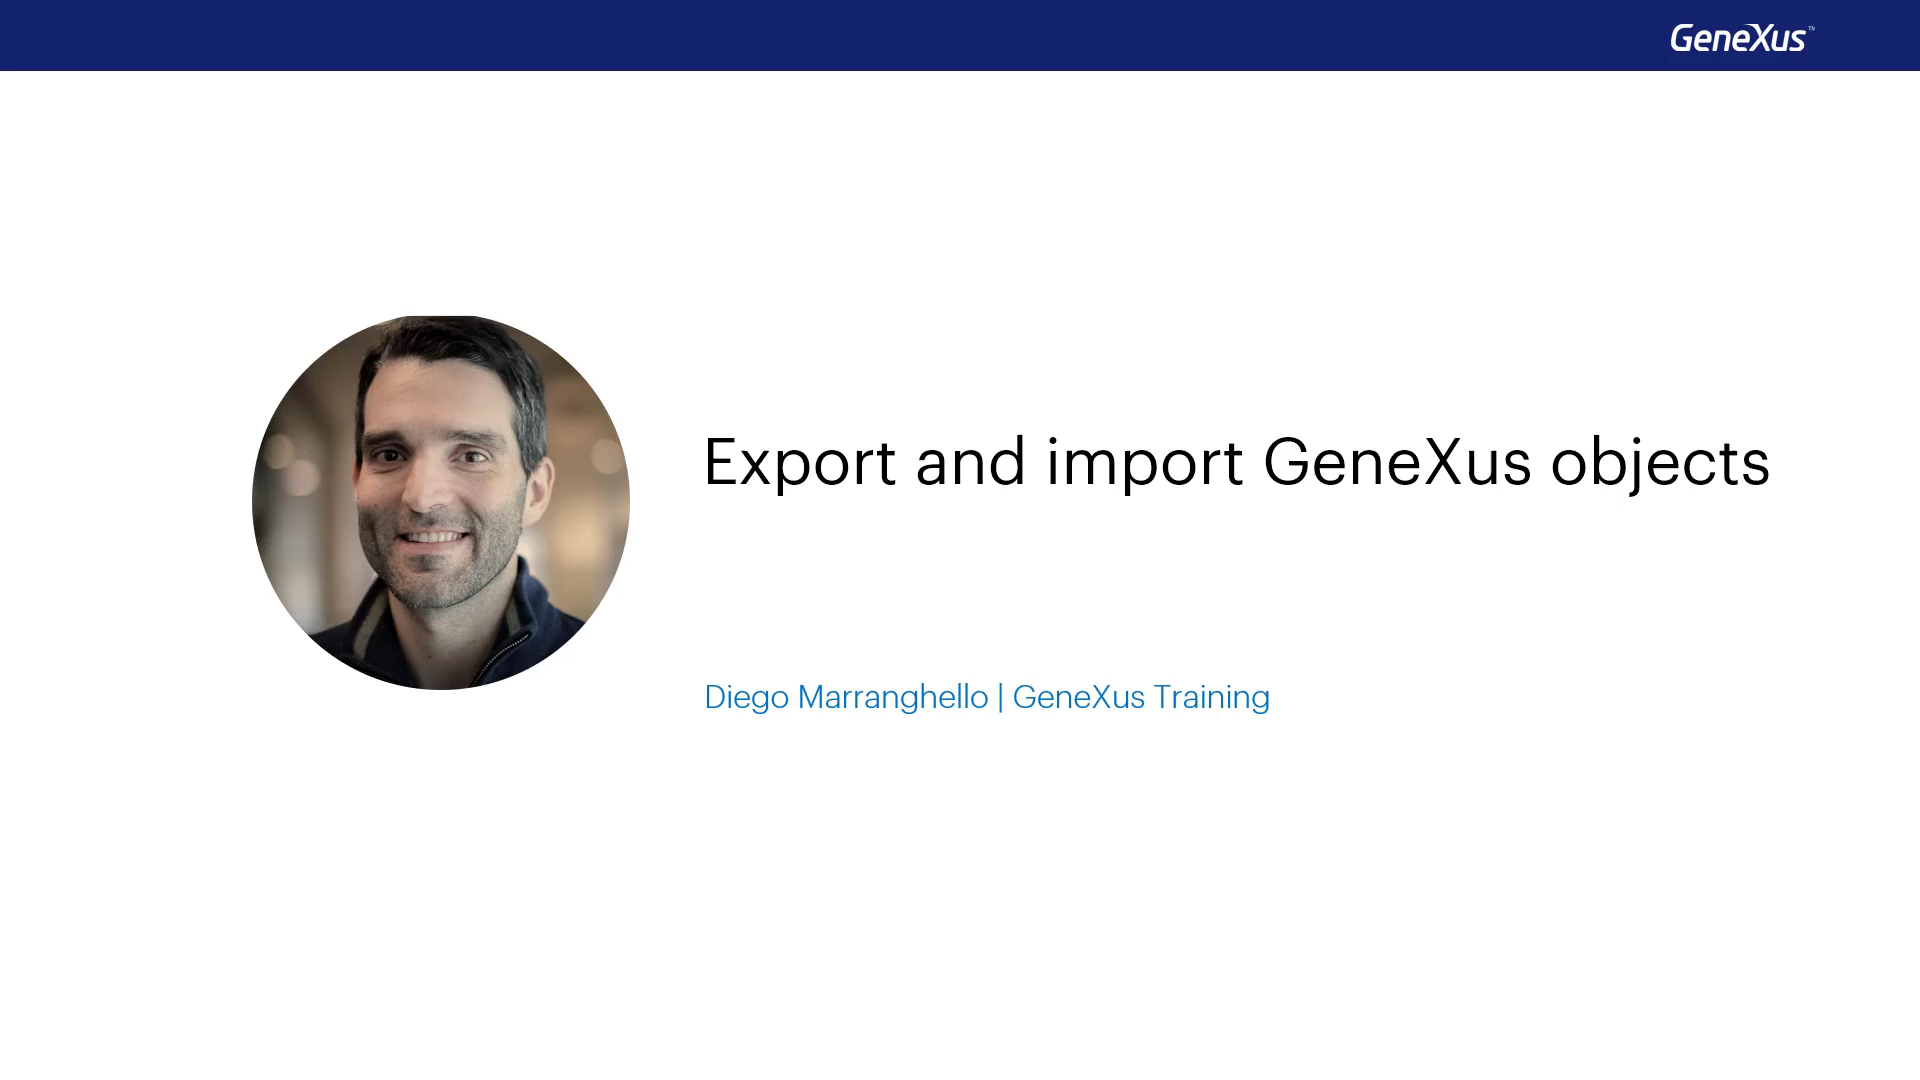 GeneXus™
Export and import GeneXus objects
Diego Marranghello | GeneXus Training